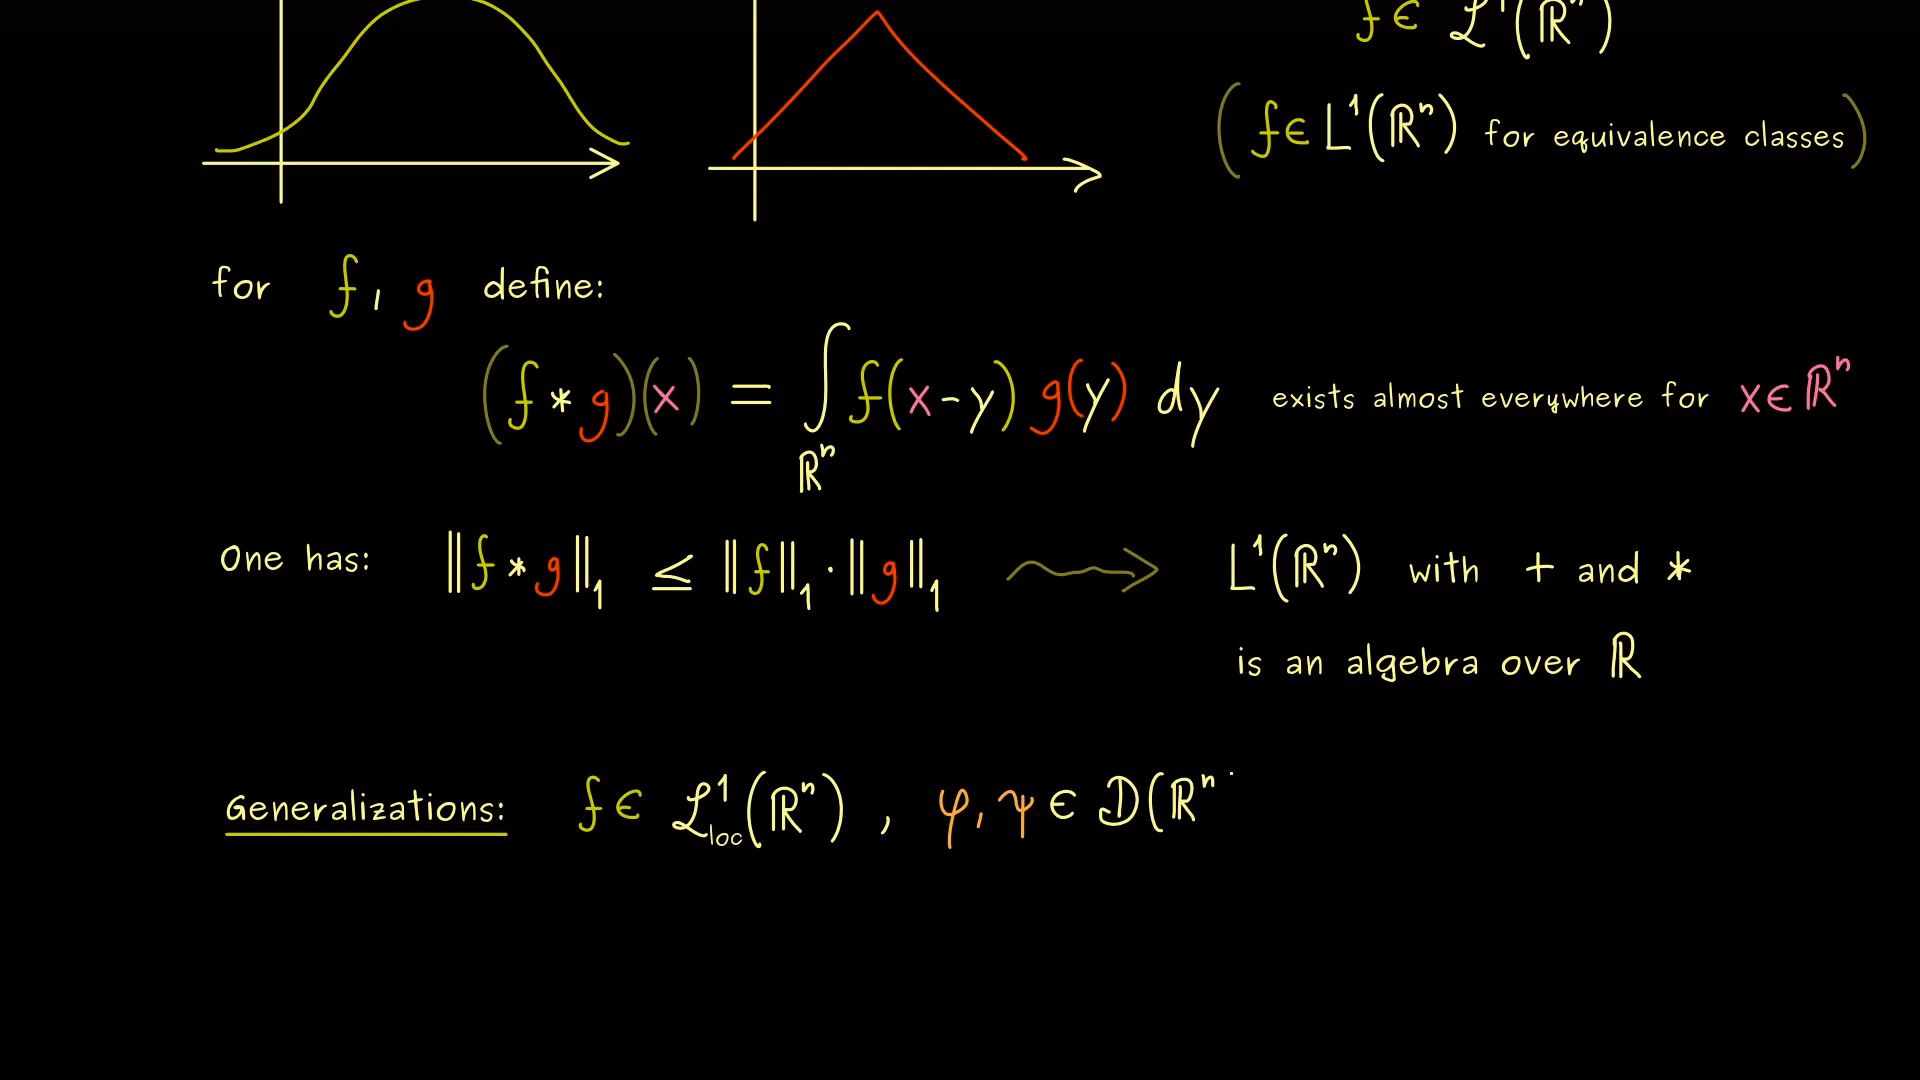 f ∈ ℒ¹(ℝⁿ)
(f ∈ L¹(ℝⁿ) for equivalence classes)
for f, g define:
(f * g)(x) = ∫_ℝⁿ f(x-y) g(y) dy exists almost everywhere for x ∈ ℝⁿ
One has: ‖f * g‖₁ ≤ ‖f‖₁ · ‖g‖₁ ⇝ L¹(ℝⁿ) with + and *
is an algebra over ℝ
Generalizations: f ∈ ℒ¹_loc(ℝⁿ) , φ, ψ ∈ 𝒟(ℝⁿ